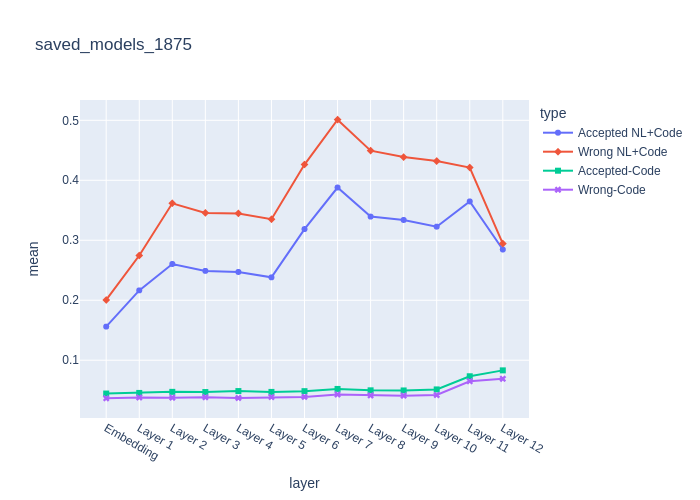 saved_models_1875
type
Accepted NL+Code
Wrong NL+Code
Accepted-Code
Wrong-Code
0.5
0.4
0.3
0.2
0.1
mean
Embedding
Layer 1
Layer 2
Layer 3
Layer 4
Layer 5
Layer 6
Layer 7
Layer 8
Layer 9
Layer 10
Layer 11
Layer 12
layer